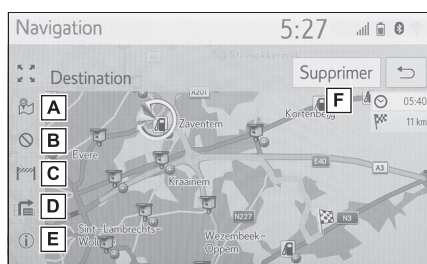 Navigation 5:27
Steenokkerzeel
Destination Supprimer
A201
A F 05:40
Kortenberg
Zaventem 11 km
B
Evere
C E40 A3
Kraainem
D
N227 N3
Sint-Lambrechts-
E Wezembeek-
Oppem